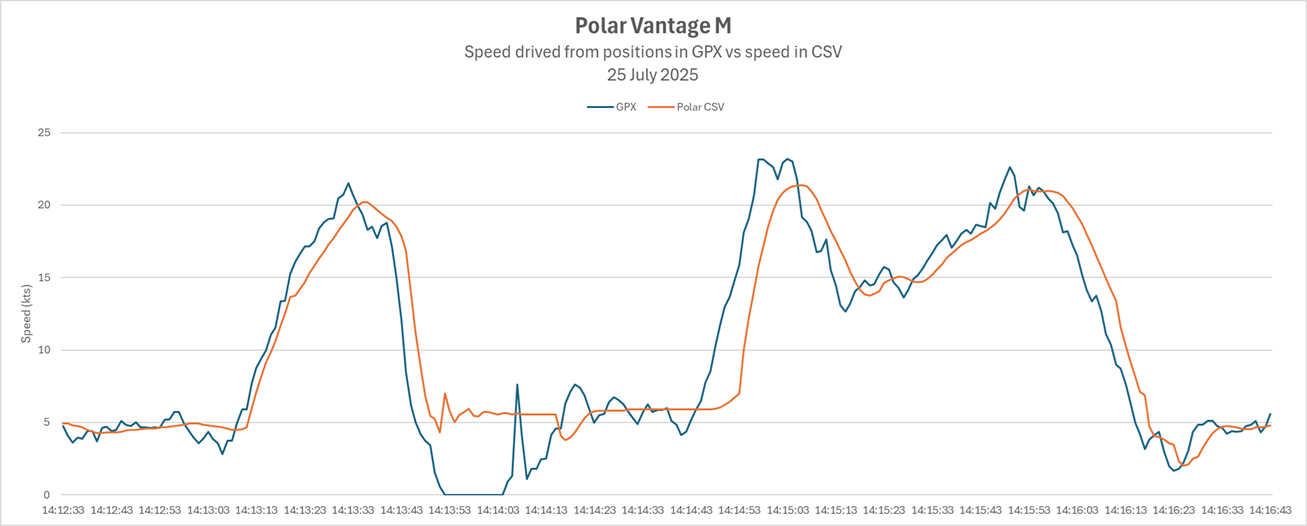 Polar Vantage M
Speed drived from positions in GPX vs speed in CSV
25 July 2025
GPX Polar CSV
25
20
15
10
5
0
Speed (kts)
14:12:33 14:12:43 14:12:53 14:13:03 14:13:13 14:13:23 14:13:33 14:13:43 14:13:53 14:14:03 14:14:13 14:14:23 14:14:33 14:14:43 14:14:53 14:15:03 14:15:13 14:15:23 14:15:33 14:15:43 14:15:53 14:16:03 14:16:13 14:16:23 14:16:33 14:16:43